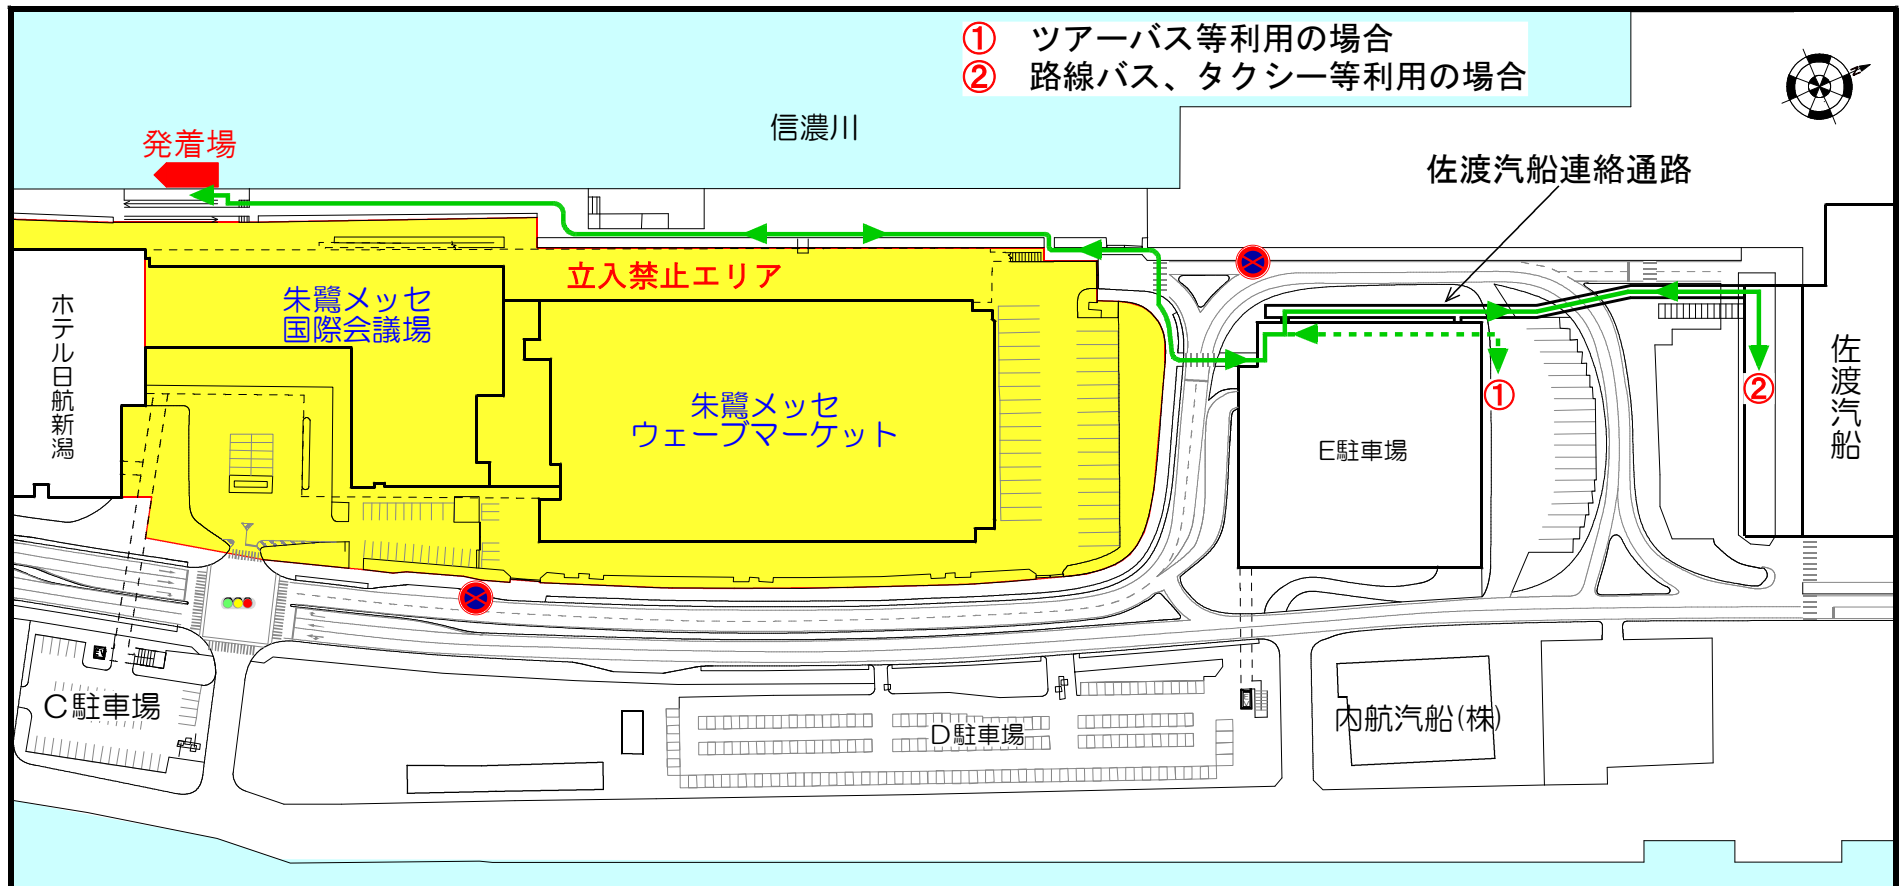 ① ツアーバス等利用の場合
② 路線バス、タクシー等利用の場合
N
信濃川
発着場
佐渡汽船連絡通路
立入禁止エリア
朱鷺メッセ
国際会議場
ホテル日航新潟
朱鷺メッセ
ウェーブマーケット
①
②
佐渡汽船
E駐車場
C駐車場
D駐車場
内航汽船(株)